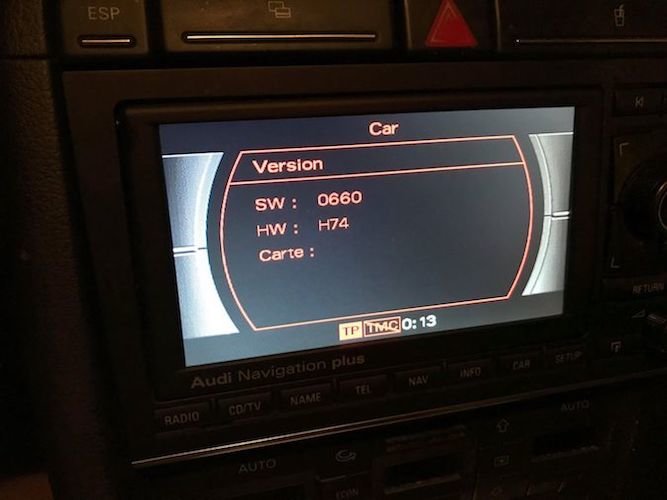 ESP
Car
Version
SW : 0660
HW : H74
Carte :
TP TMC 0:13
RETURN
Audi Navigation plus
RADIO CD/TV NAME TEL NAV INFO CAR SETUP
AUTO AUTO
ECON